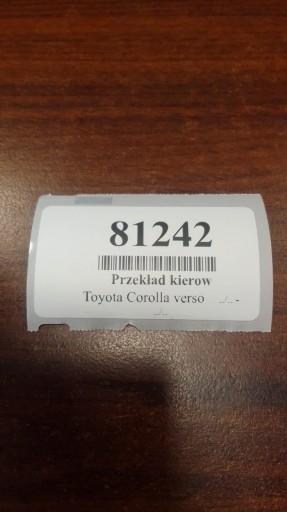 81242
Przekład kierow
Toyota Corolla verso ../.. -
../..